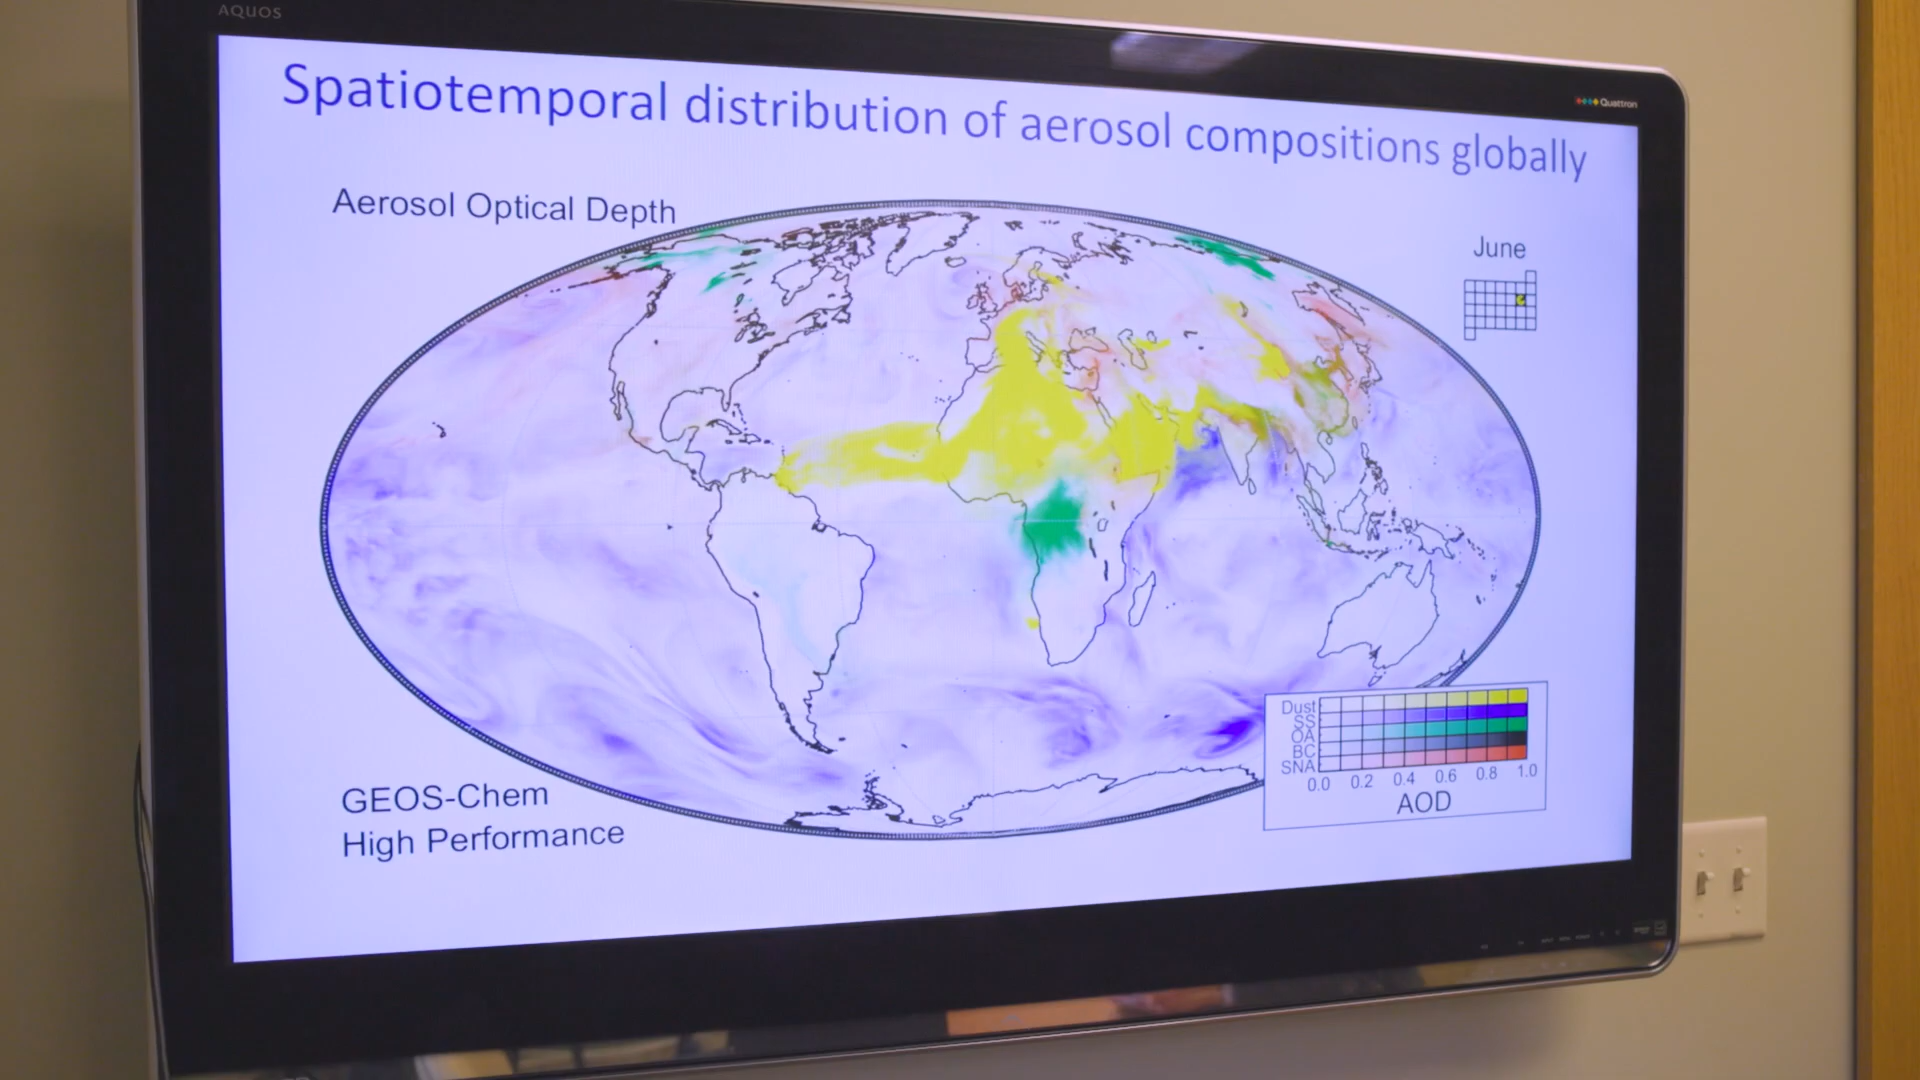 AQUOS
Quattron
Spatiotemporal distribution of aerosol compositions globally
Aerosol Optical Depth
June
Dust
SS
OA
BC
SNA
0.0 0.2 0.4 0.6 0.8 1.0
AOD
GEOS-Chem
High Performance